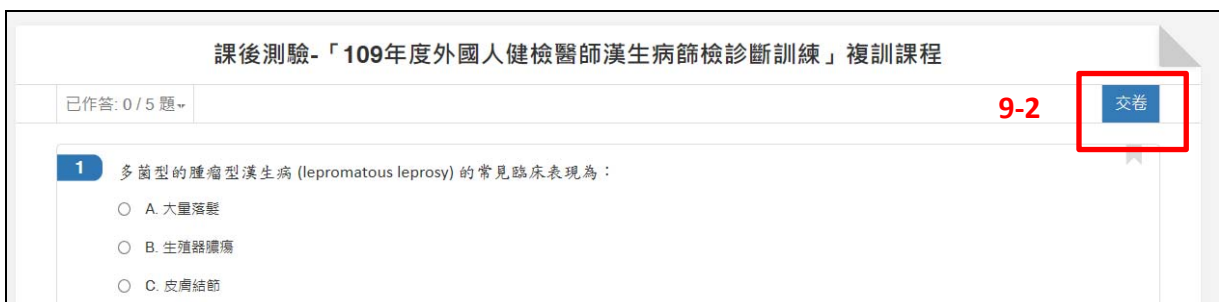 課後測驗-「109年度外國人健檢醫師漢生病篩檢診斷訓練」複訓課程
已作答: 0 / 5 題
9-2
交卷
1 多菌型的腫瘤型漢生病 (lepromatous leprosy) 的常見臨床表現為：
A. 大量落髮
B. 生殖器膿瘍
C. 皮膚結節